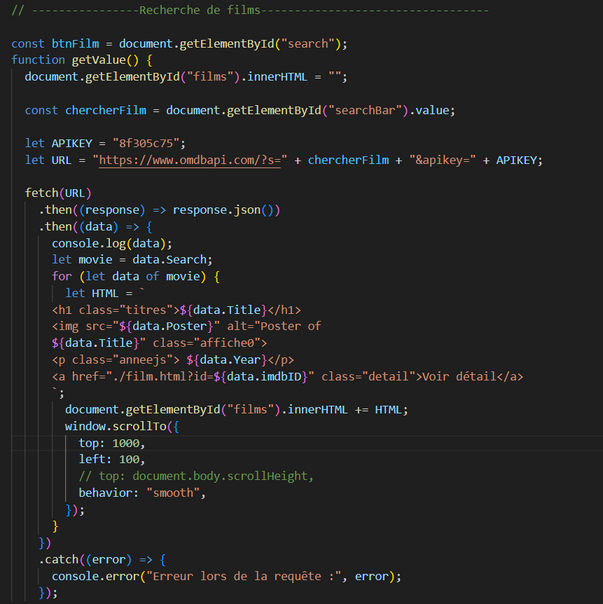 // ----------------Recherche de films----------------------------------
const btnFilm = document.getElementById("search");
function getValue() {
document.getElementById("films").innerHTML = "";
const chercherFilm = document.getElementById("searchBar").value;
let APIKEY = "8f305c75";
let URL = "https://www.omdbapi.com/?s=" + chercherFilm + "&apikey=" + APIKEY;
fetch(URL)
.then((response) => response.json())
.then((data) => {
console.log(data);
let movie = data.Search;
for (let data of movie) {
let HTML = `
<h1 class="titres">${data.Title}</h1>
<img src="${data.Poster}" alt="Poster of
${data.Title}" class="affiche0">
<p class="anneejs"> ${data.Year}</p>
<a href="./film.html?id=${data.imdbID}" class="detail">Voir détail</a>
`;
document.getElementById("films").innerHTML += HTML;
window.scrollTo({
top: 1000,
left: 100,
// top: document.body.scrollHeight,
behavior: "smooth",
});
}
})
.catch((error) => {
console.error("Erreur lors de la requête :", error);
});